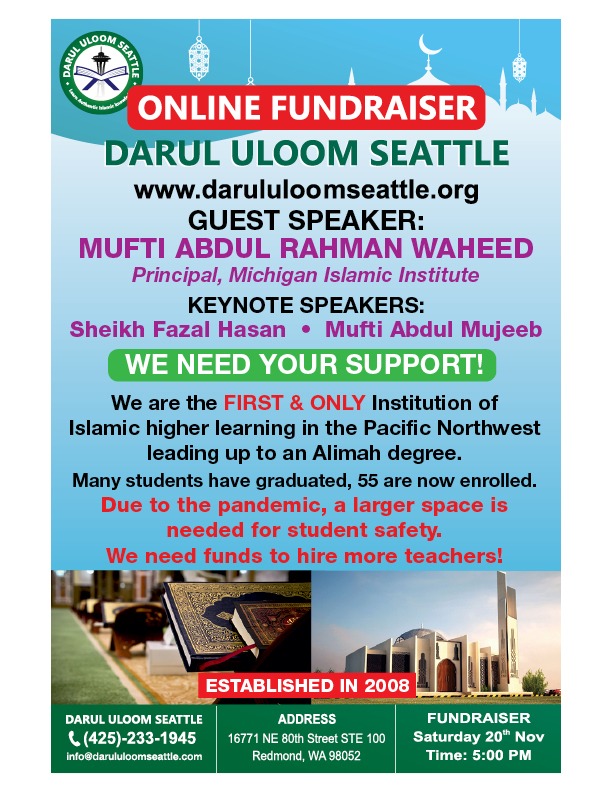 DARUL ULOOM SEATTLE
ONLINE FUNDRAISER
DARUL ULOOM SEATTLE
www.darululoomseattle.org
GUEST SPEAKER:
MUFTI ABDUL RAHMAN WAHEED
Principal, Michigan Islamic Institute
KEYNOTE SPEAKERS:
Sheikh Fazal Hasan • Mufti Abdul Mujeeb
WE NEED YOUR SUPPORT!
We are the FIRST & ONLY Institution of
Islamic higher learning in the Pacific Northwest
leading up to an Alimah degree.
Many students have graduated, 55 are now enrolled.
Due to the pandemic, a larger space is
needed for student safety.
We need funds to hire more teachers!
ESTABLISHED IN 2008
DARUL ULOOM SEATTLE
(425)-233-1945
info@darululoomseattle.com
ADDRESS
16771 NE 80th Street STE 100
Redmond, WA 98052
FUNDRAISER
Saturday 20th Nov
Time: 5:00 PM